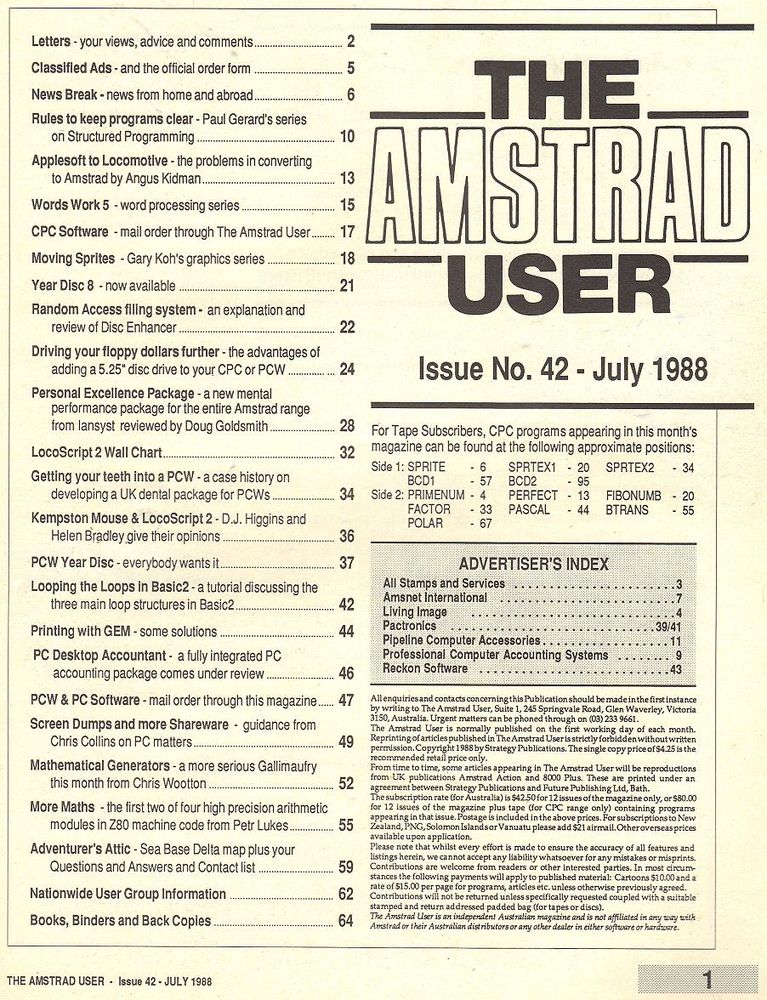 Letters - your views, advice and comments 2
Classified Ads - and the official order form 5
News Break - news from home and abroad 6
Rules to keep programs clear - Paul Gerard's series
on Structured Programming 10
Applesoft to Locomotive - the problems in converting
to Amstrad by Angus Kidman 13
Words Work 5 - word processing series 15
CPC Software - mail order through The Amstrad User 17
Moving Sprites - Gary Koh's graphics series 18
Year Disc 8 - now available 21
Random Access filing system - an explanation and
review of Disc Enhancer 22
Driving your floppy dollars further - the advantages of
adding a 5.25" disc drive to your CPC or PCW 24
Personal Excellence Package - a new mental
performance package for the entire Amstrad range
from lansyst reviewed by Doug Goldsmith 28
LocoScript 2 Wall Chart 32
Getting your teeth into a PCW - a case history on
developing a UK dental package for PCWs 34
Kempston Mouse & LocoScript 2 - D.J. Higgins and
Helen Bradley give their opinions 36
PCW Year Disc - everybody wants it 37
Looping the Loops in Basic2 - a tutorial discussing the
three main loop structures in Basic2 42
Printing with GEM - some solutions 44
PC Desktop Accountant - a fully integrated PC
accounting package comes under review 46
PCW & PC Software - mail order through this magazine 47
Screen Dumps and more Shareware - guidance from
Chris Collins on PC matters 49
Mathematical Generators - a more serious Gallimaufry
this month from Chris Wootton 52
More Maths - the first two of four high precision arithmetic
modules in Z80 machine code from Petr Lukes 55
Adventurer's Attic - Sea Base Delta map plus your
Questions and Answers and Contact list 59
Nationwide User Group Information 62
Books, Binders and Back Copies 64
THE
AMSTRAD
USER
Issue No. 42 - July 1988
For Tape Subscribers, CPC programs appearing in this month's
magazine can be found at the following approximate positions:
Side 1: SPRITE - 6 SPRTEX1 - 20 SPRTEX2 - 34
BCD1 - 57 BCD2 - 95
Side 2: PRIMENUM - 4 PERFECT - 13 FIBONUMB - 20
FACTOR - 33 PASCAL - 44 BTRANS - 55
POLAR - 67
ADVERTISER'S INDEX
All Stamps and Services 3
Amsnet International 7
Living Image 4
Pactronics 39/41
Pipeline Computer Accessories 11
Professional Computer Accounting Systems 9
Reckon Software 43
All enquiries and contacts concerning this Publication should be made in the first instance
by writing to The Amstrad User, Suite 1, 245 Springvale Road, Glen Waverley, Victoria
3150, Australia. Urgent matters can be phoned through on (03) 233 9661.
The Amstrad User is normally published on the first working day of each month.
Reprinting of articles published in The Amstrad User is strictly forbidden without written
permission. Copyright 1988 by Strategy Publications. The single copy price of $4.25 is the
recommended retail price only.
From time to time, some articles appearing in The Amstrad User will be reproductions
from UK publications Amstrad Action and 8000 Plus. These are printed under an
agreement between Strategy Publications and Future Publishing Ltd, Bath.
The subscription rate (for Australia) is $42.50 for 12 issues of the magazine only, or $80.00
for 12 issues of the magazine plus tape (for CPC range only) containing programs
appearing in that issue. Postage is included in the above prices. For subscriptions to New
Zealand, PNG, Solomon Islands or Vanuatu please add $21 airmail. Other overseas prices
available upon application.
Please note that whilst every effort is made to ensure the accuracy of all features and
listings herein, we cannot accept any liability whatsoever for any mistakes or misprints.
Contributions are welcome from readers or other interested parties. In most circum-
stances the following payments will apply to published material: Cartoons $10.00 and a
rate of $15.00 per page for programs, articles etc. unless otherwise previously agreed.
Contributions will not be returned unless specifically requested coupled with a suitable
stamped and return addressed padded bag (for tapes or discs).
The Amstrad User is an independent Australian magazine and is not affiliated in any way with
Amstrad or their Australian distributors or any other dealer in either software or hardware.
THE AMSTRAD USER - Issue 42 - JULY 1988
1